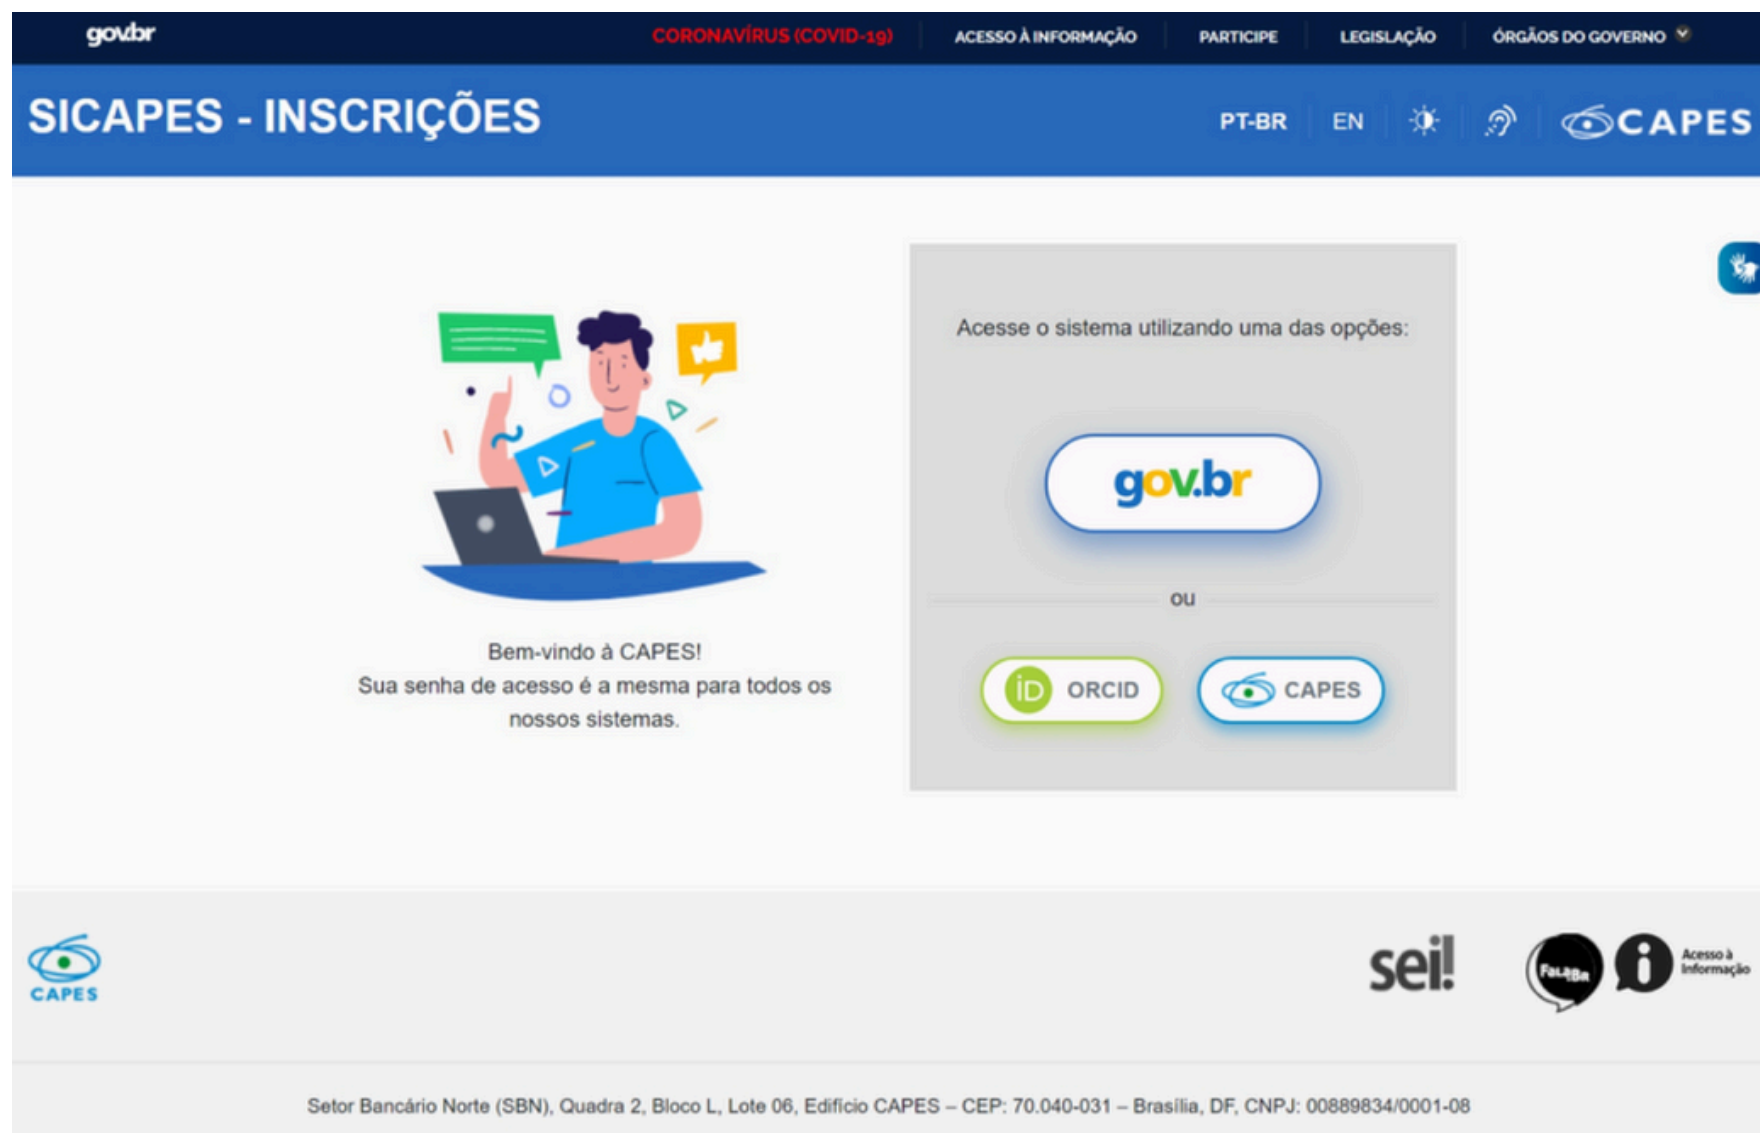 gov.br
CORONAVÍRUS (COVID-19)
ACESSO À INFORMAÇÃO
PARTICIPE
LEGISLAÇÃO
ÓRGÃOS DO GOVERNO
SICAPES - INSCRIÇÕES
PT-BR
EN
CAPES
Acesse o sistema utilizando uma das opções:
gov.br
ou
iD ORCID
CAPES
Bem-vindo à CAPES!
Sua senha de acesso é a mesma para todos os
nossos sistemas.
CAPES
sei!
FalaBr
i
Acesso à
Informação
Setor Bancário Norte (SBN), Quadra 2, Bloco L, Lote 06, Edifício CAPES – CEP: 70.040-031 – Brasília, DF, CNPJ: 00889834/0001-08